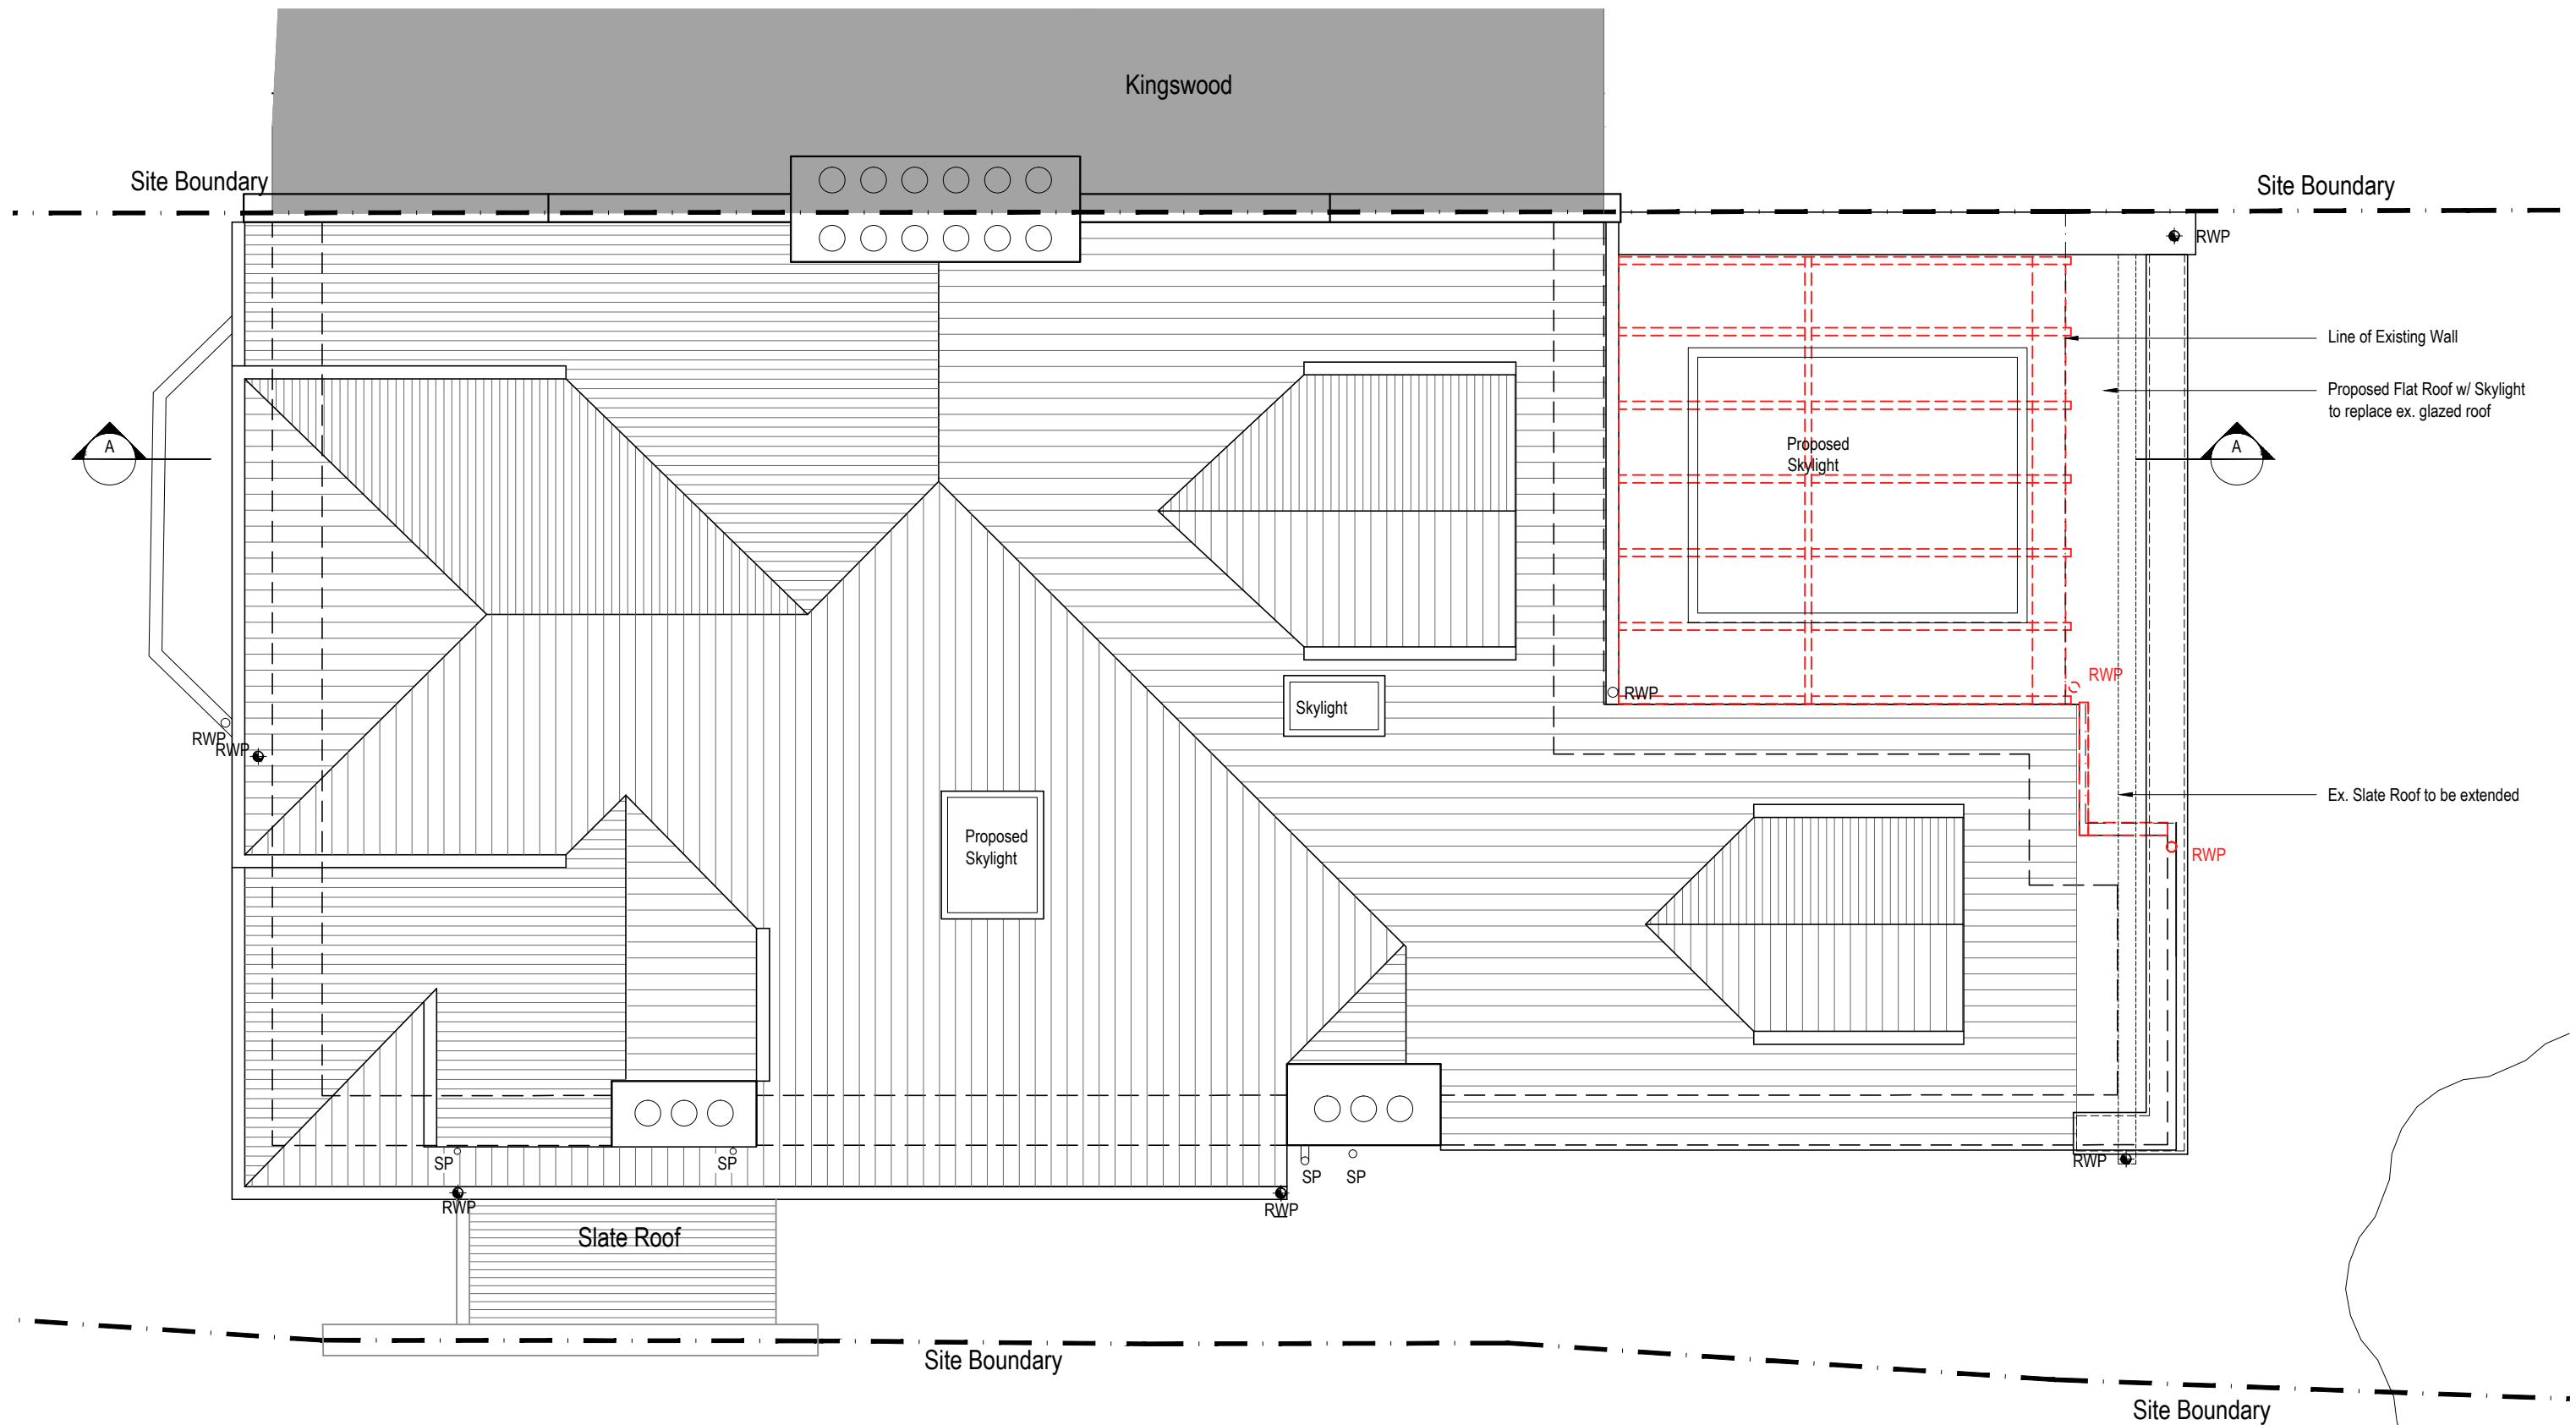 Kingswood
Site Boundary
Site Boundary
RWP
Line of Existing Wall
Proposed Flat Roof w/ Skylight
to replace ex. glazed roof
A
Proposed
Skylight
A
RWP
RWP
Skylight
RWP
RWP
Ex. Slate Roof to be extended
Proposed
Skylight
RWP
SP
SP
SP
SP
RWP
RWP
RWP
Slate Roof
Site Boundary
Site Boundary